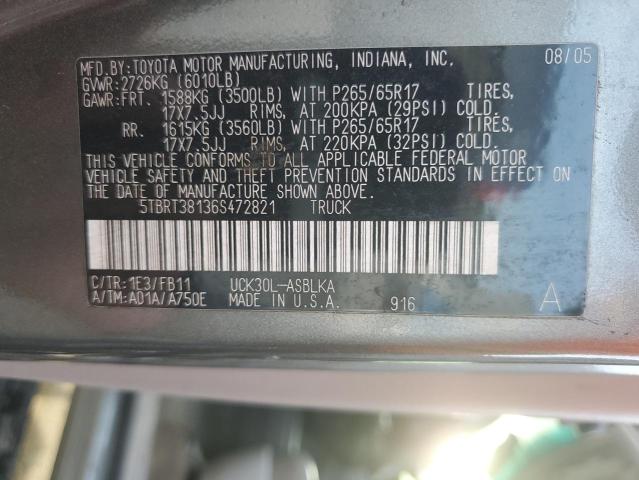 MFD.BY:TOYOTA MOTOR MANUFACTURING, INDIANA, INC. 08/05
GVWR:2726KG (6010LB)
GAWR:FRT. 1588KG (3500LB) WITH P265/65R17 TIRES,
17X7.5JJ RIMS, AT 200KPA (29PSI) COLD.
RR. 1615KG (3560LB) WITH P265/65R17 TIRES,
17X7.5JJ RIMS, AT 220KPA (32PSI) COLD.
THIS VEHICLE CONFORMS TO ALL APPLICABLE FEDERAL MOTOR
VEHICLE SAFETY AND THEFT PREVENTION STANDARDS IN EFFECT ON
THE DATE OF MANUFACTURE SHOWN ABOVE.
5TBRT38136S472821 TRUCK
C/TR:1E3/FB11 UCK30L-ASBLKA
A/TM:A01A/A750E MADE IN U.S.A. 916 A